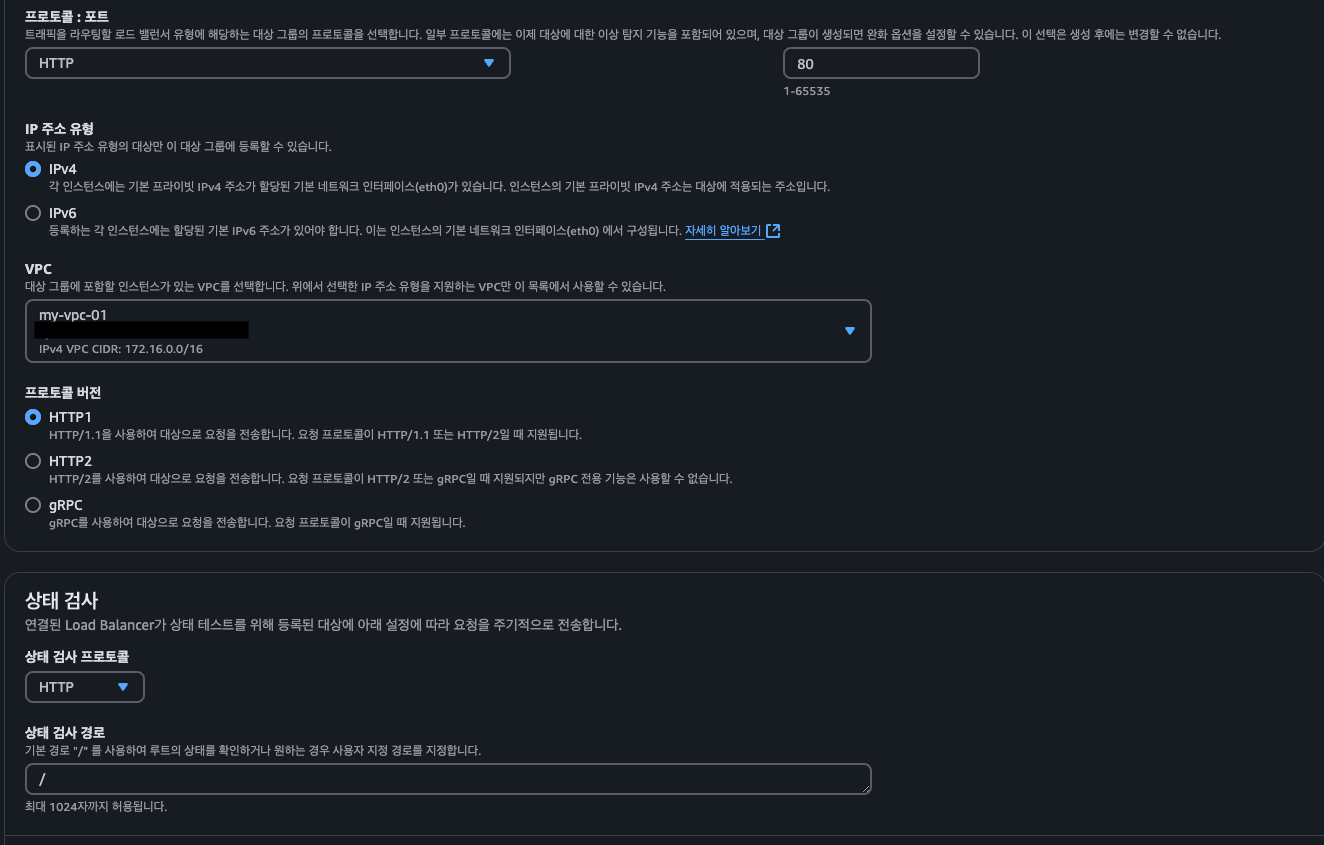 프로토콜 : 포트
트래픽을 라우팅할 로드 밸런서 유형에 해당하는 대상 그룹의 프로토콜을 선택합니다. 일부 프로토콜에는 이제 대상에 대한 이상 탐지 기능을 포함되어 있으며, 대상 그룹이 생성되면 완화 옵션을 설정할 수 있습니다. 이 선택은 생성 후에는 변경할 수 없습니다.
HTTP
80
1-65535
IP 주소 유형
표시된 IP 주소 유형의 대상만 이 대상 그룹에 등록할 수 있습니다.
IPv4
각 인스턴스에는 기본 프라이빗 IPv4 주소가 할당된 기본 네트워크 인터페이스(eth0)가 있습니다. 인스턴스의 기본 프라이빗 IPv4 주소는 대상에 적용되는 주소입니다.
IPv6
등록하는 각 인스턴스에는 할당된 기본 IPv6 주소가 있어야 합니다. 이는 인스턴스의 기본 네트워크 인터페이스(eth0) 에서 구성됩니다. 자세히 알아보기
VPC
대상 그룹에 포함할 인스턴스가 있는 VPC를 선택합니다. 위에서 선택한 IP 주소 유형을 지원하는 VPC만 이 목록에서 사용할 수 있습니다.
my-vpc-01
IPv4 VPC CIDR: 172.16.0.0/16
프로토콜 버전
HTTP1
HTTP/1.1을 사용하여 대상으로 요청을 전송합니다. 요청 프로토콜이 HTTP/1.1 또는 HTTP/2일 때 지원됩니다.
HTTP2
HTTP/2를 사용하여 대상으로 요청을 전송합니다. 요청 프로토콜이 HTTP/2 또는 gRPC일 때 지원되지만 gRPC 전용 기능은 사용할 수 없습니다.
gRPC
gRPC를 사용하여 대상으로 요청을 전송합니다. 요청 프로토콜이 gRPC일 때 지원됩니다.
상태 검사
연결된 Load Balancer가 상태 테스트를 위해 등록된 대상에 아래 설정에 따라 요청을 주기적으로 전송합니다.
상태 검사 프로토콜
HTTP
상태 검사 경로
기본 경로 "/" 를 사용하여 루트의 상태를 확인하거나 원하는 경우 사용자 지정 경로를 지정합니다.
/
최대 1024자까지 허용됩니다.